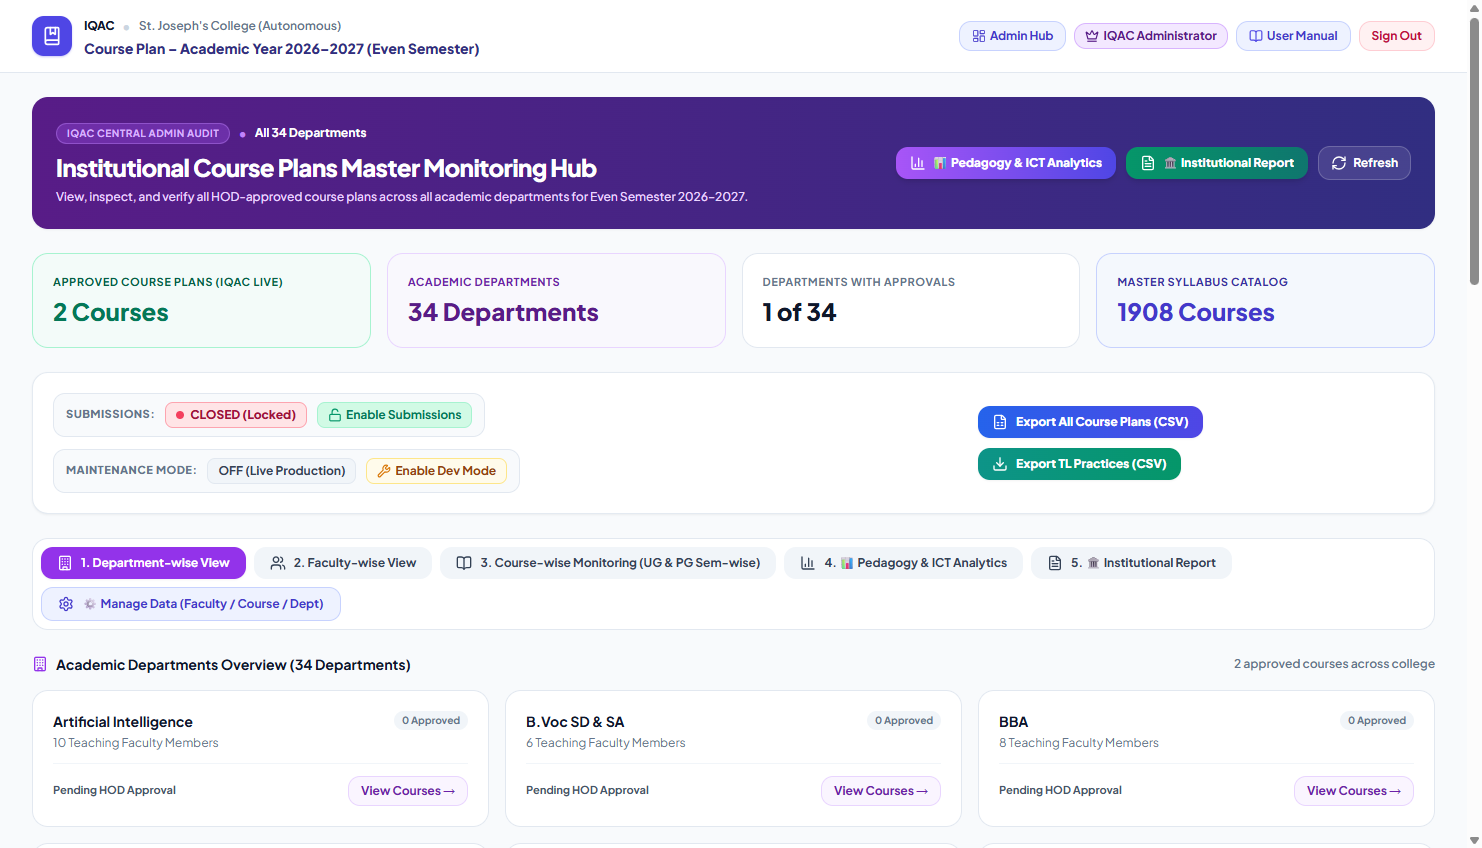 IQAC • St. Joseph's College (Autonomous)
Course Plan – Academic Year 2026–2027 (Even Semester)
Admin Hub
IQAC Administrator
User Manual
Sign Out
IQAC CENTRAL ADMIN AUDIT • All 34 Departments
Institutional Course Plans Master Monitoring Hub
View, inspect, and verify all HOD-approved course plans across all academic departments for Even Semester 2026–2027.
📊 Pedagogy & ICT Analytics
🏛️ Institutional Report
Refresh
APPROVED COURSE PLANS (IQAC LIVE)
2 Courses
ACADEMIC DEPARTMENTS
34 Departments
DEPARTMENTS WITH APPROVALS
1 of 34
MASTER SYLLABUS CATALOG
1908 Courses
SUBMISSIONS: CLOSED (Locked) Enable Submissions
MAINTENANCE MODE: OFF (Live Production) Enable Dev Mode
Export All Course Plans (CSV)
Export TL Practices (CSV)
1. Department-wise View
2. Faculty-wise View
3. Course-wise Monitoring (UG & PG Sem-wise)
4. 📊 Pedagogy & ICT Analytics
5. 🏛️ Institutional Report
⚙️ Manage Data (Faculty / Course / Dept)
Academic Departments Overview (34 Departments)
2 approved courses across college
Artificial Intelligence
0 Approved
10 Teaching Faculty Members
Pending HOD Approval
View Courses →
B.Voc SD & SA
0 Approved
6 Teaching Faculty Members
Pending HOD Approval
View Courses →
BBA
0 Approved
8 Teaching Faculty Members
Pending HOD Approval
View Courses →